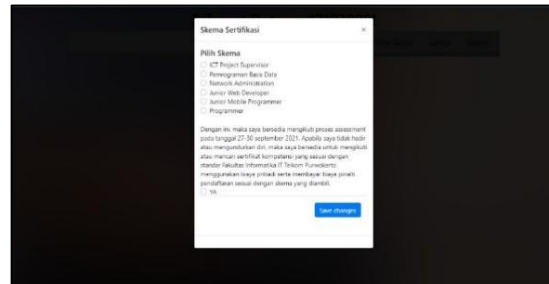 Skema Sertifikasi
×
Pilih Skema
ICT Project Supervisor
Pemrograman Basis Data
Network Administration
Junior Web Developer
Junior Mobile Programmer
Programmer
Dengan ini maka saya bersedia mengikuti proses assessment
pada tanggal 27-30 september 2021. Apabila saya tidak hadir
atau mengundurkan diri, maka saya bersedia untuk mengikuti
atau mencari sertifikat kompetensi yang sesuai dengan
standar Fakultas Informatika IT Telkom Purwokerto
menggunakan biaya pribadi serta membayar biaya pinalti
pendaftaran sesuai dengan skema yang diambil.
YA
Save changes